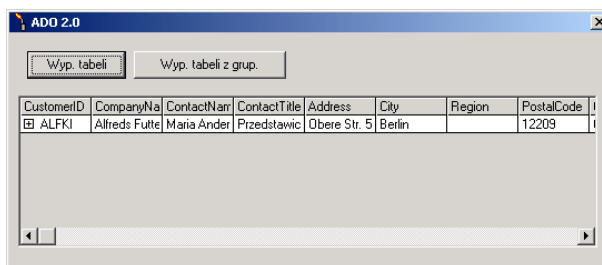 ADO 2.0
Wyp. tabeli Wyp. tabeli z grup.
CustomerID CompanyNa ContactNam ContactTitle Address City Region PostalCode
ALFKI Alfreds Futte Maria Ander Przedstawic Obere Str. 5 Berlin 12209